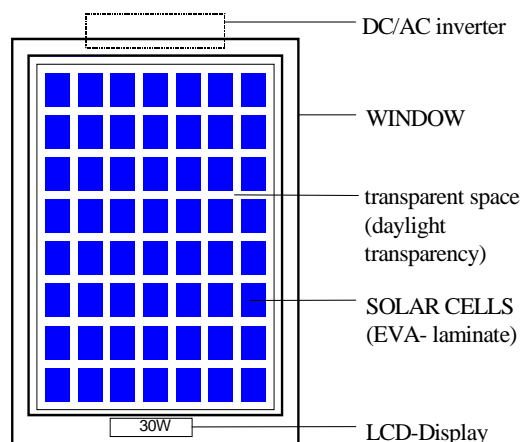 DC/AC inverter
WINDOW
transparent space
(daylight
transparency)
SOLAR CELLS
(EVA- laminate)
30W
LCD-Display